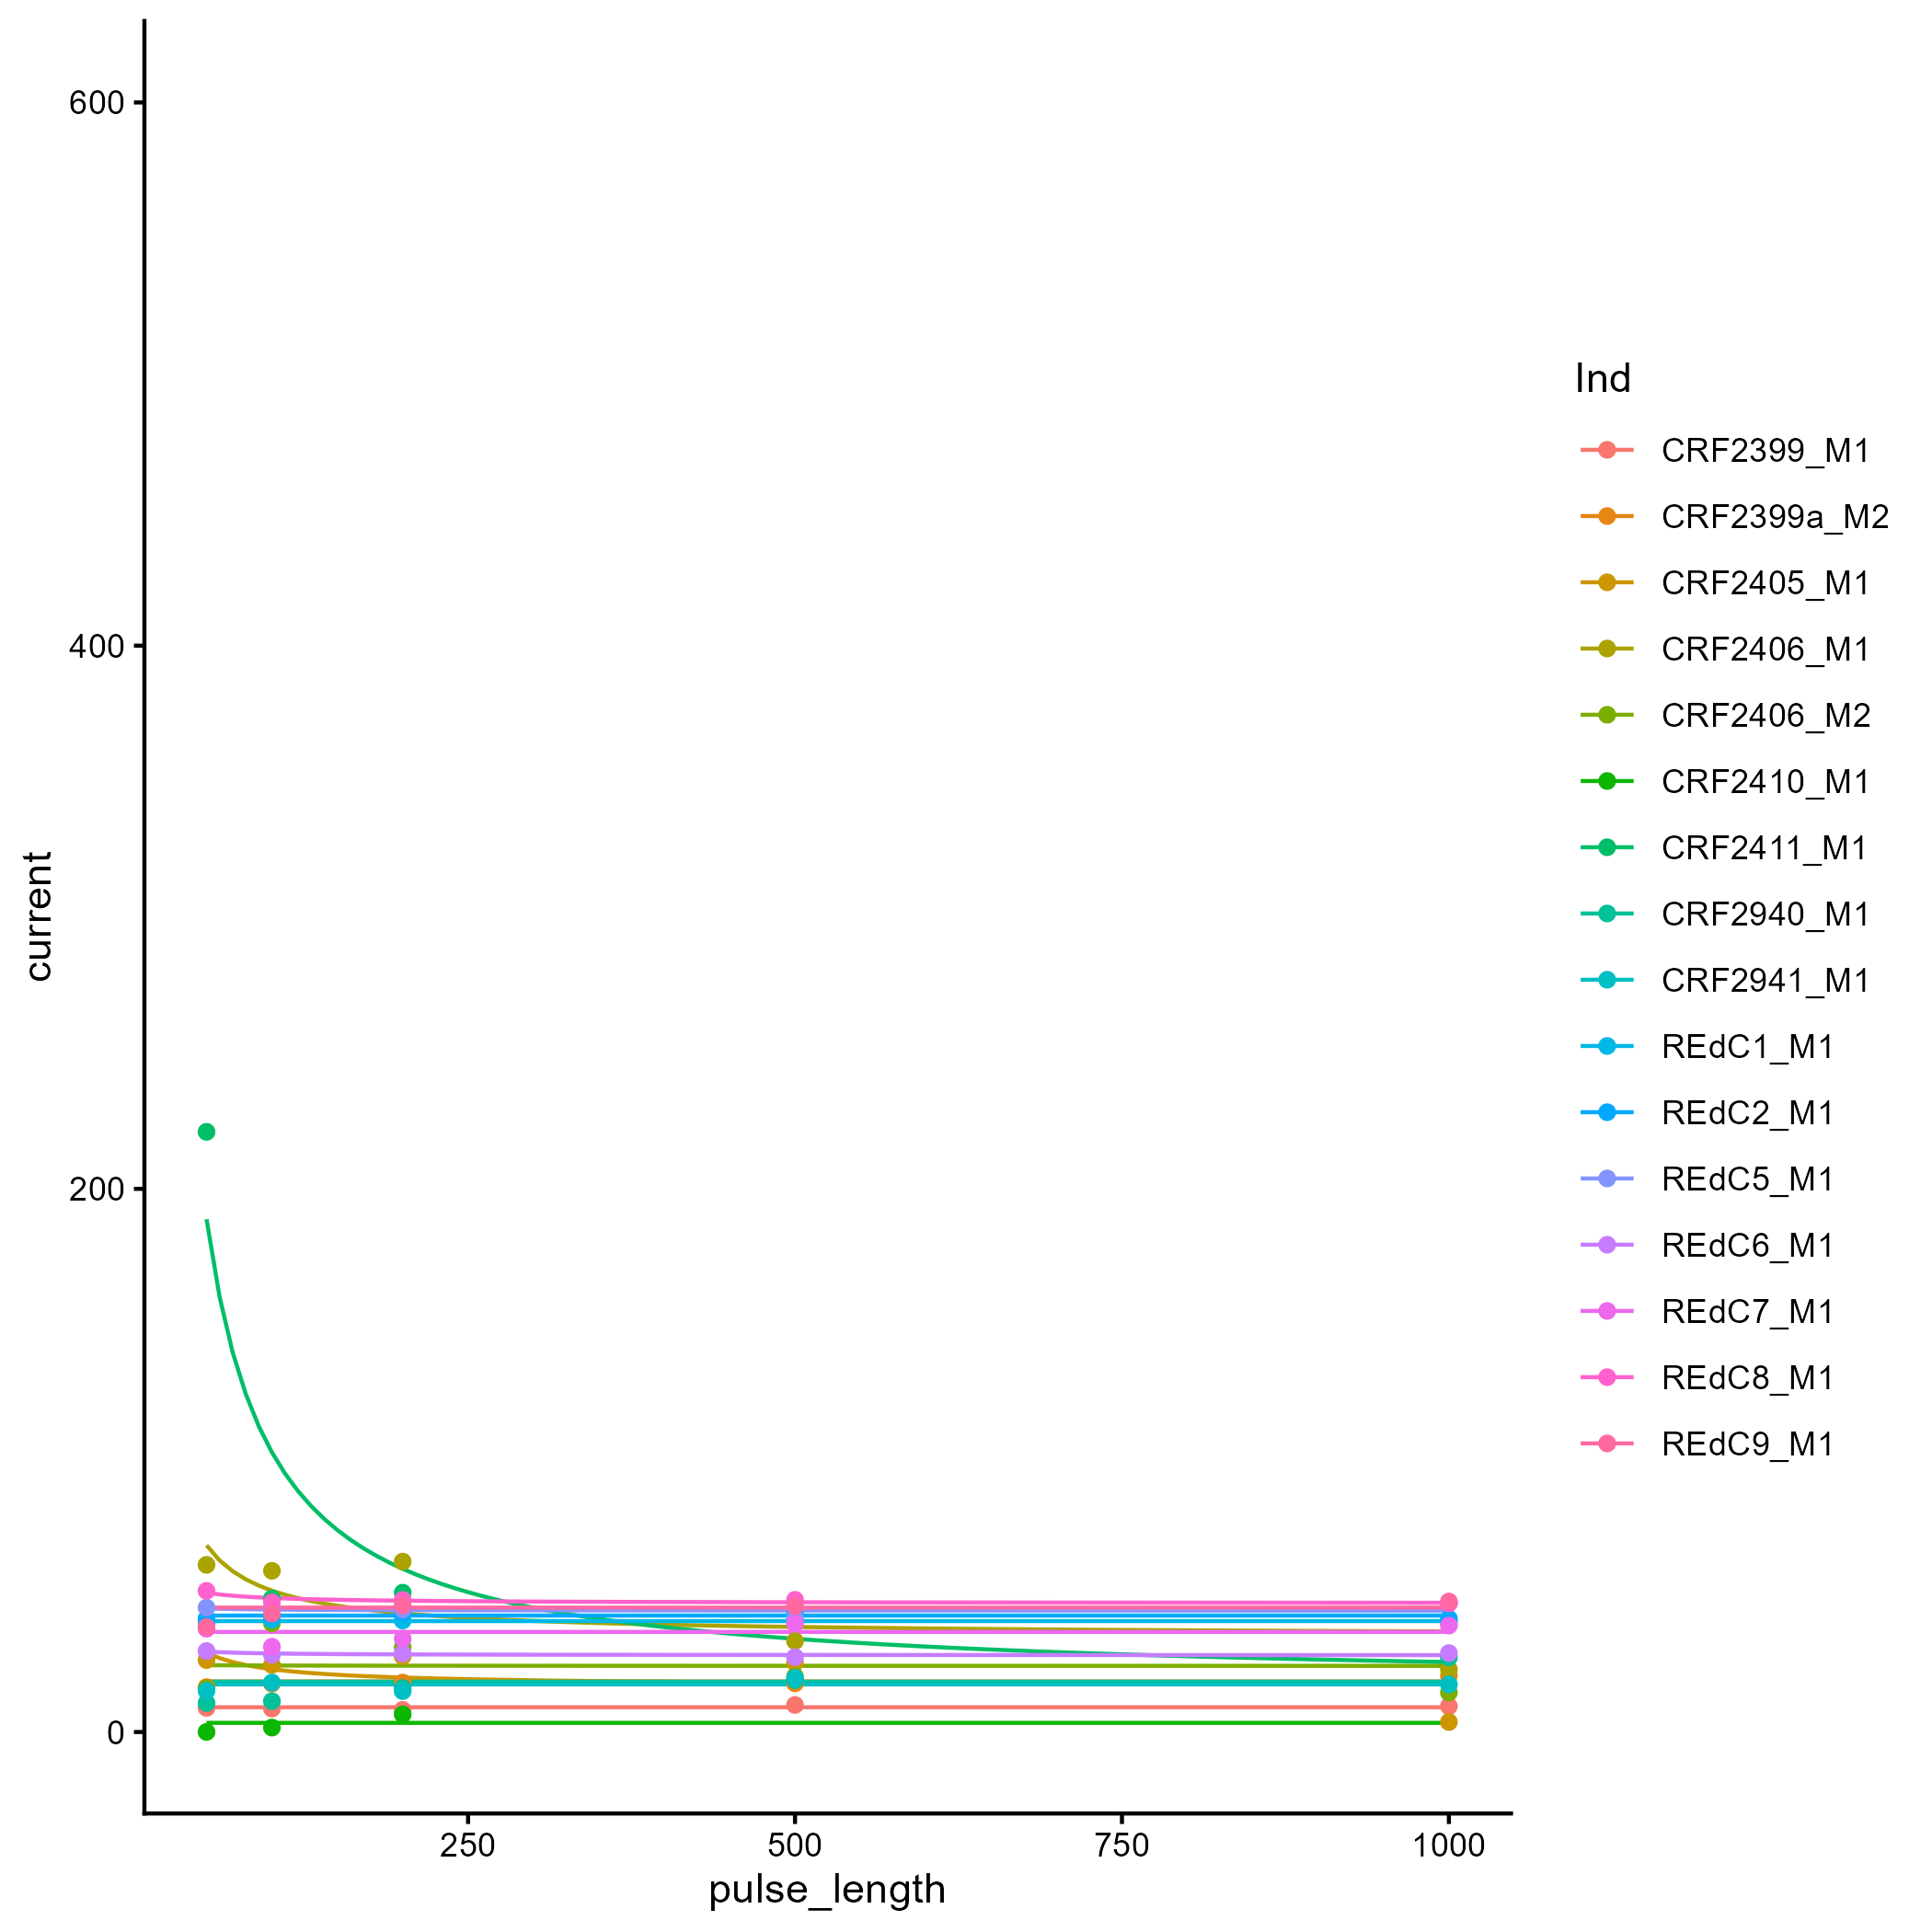 600
400
200
0
current
250
500
750
1000
pulse_length
Ind
CRF2399_M1
CRF2399a_M2
CRF2405_M1
CRF2406_M1
CRF2406_M2
CRF2410_M1
CRF2411_M1
CRF2940_M1
CRF2941_M1
REdC1_M1
REdC2_M1
REdC5_M1
REdC6_M1
REdC7_M1
REdC8_M1
REdC9_M1